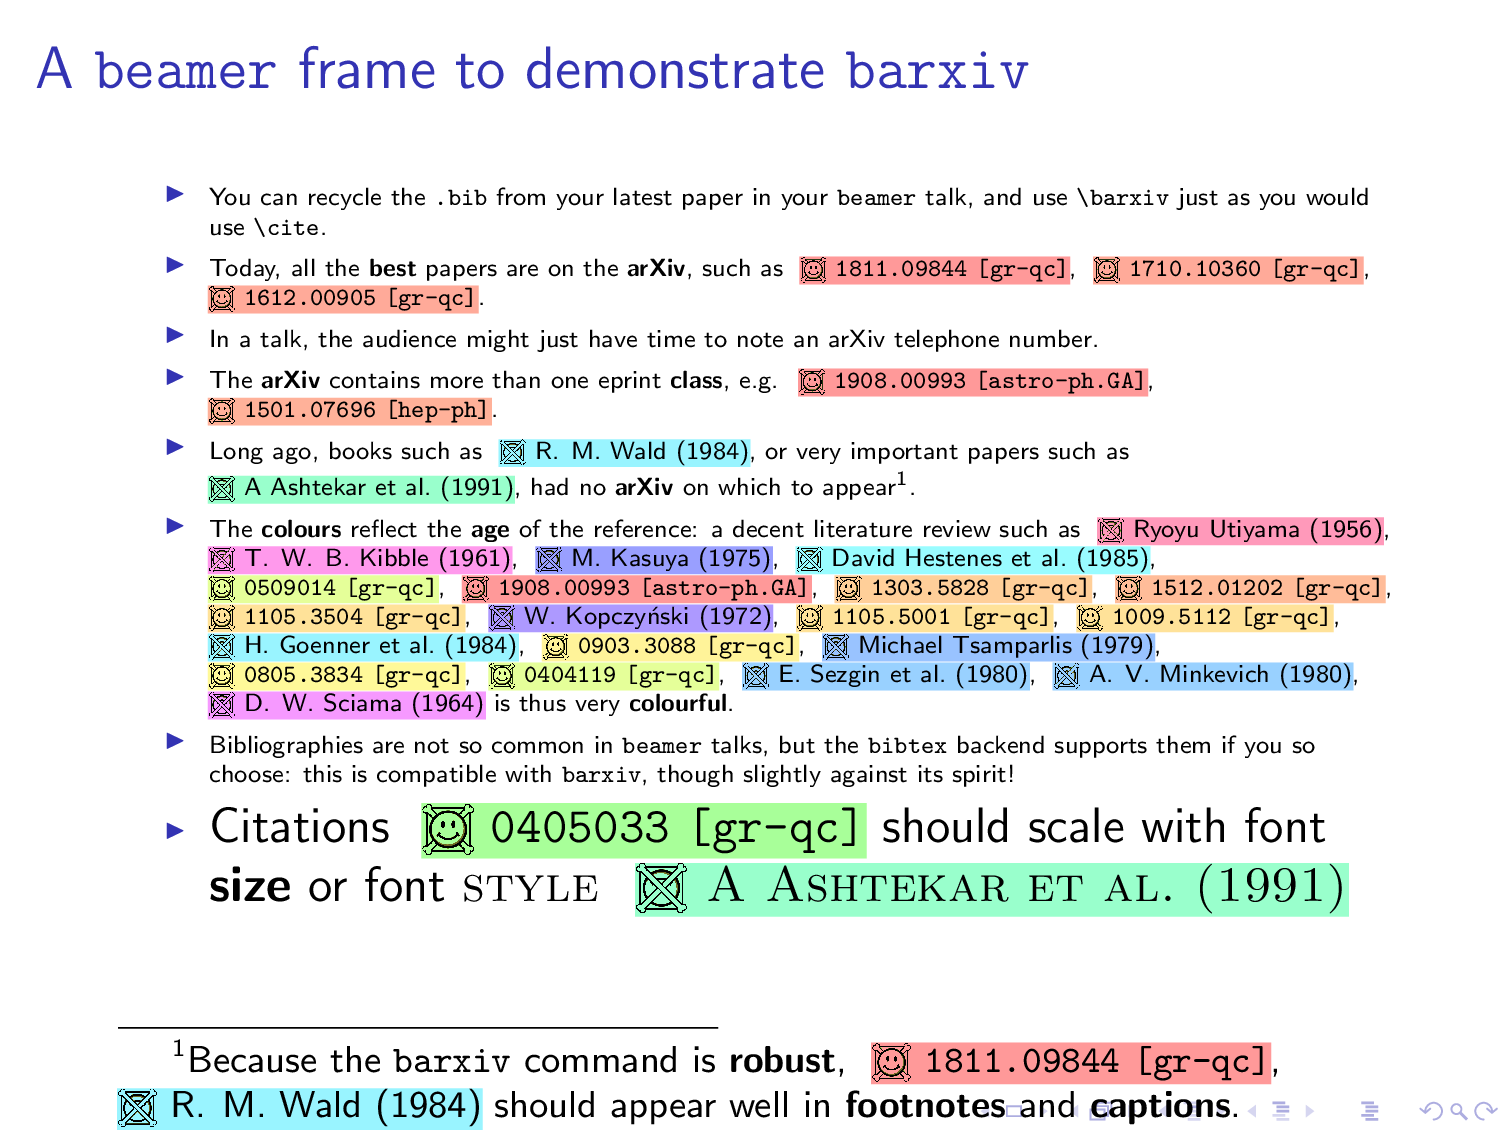 A beamer frame to demonstrate barxiv
You can recycle the .bib from your latest paper in your beamer talk, and use \barxiv just as you would
use \cite.
Today, all the best papers are on the arXiv, such as 1811.09844 [gr-qc], 1710.10360 [gr-qc],
1612.00905 [gr-qc].
In a talk, the audience might just have time to note an arXiv telephone number.
The arXiv contains more than one eprint class, e.g. 1908.00993 [astro-ph.GA],
1501.07696 [hep-ph].
Long ago, books such as R. M. Wald (1984), or very important papers such as
A Ashtekar et al. (1991), had no arXiv on which to appear1.
The colours reflect the age of the reference: a decent literature review such as Ryoyu Utiyama (1956),
T. W. B. Kibble (1961), M. Kasuya (1975), David Hestenes et al. (1985),
0509014 [gr-qc], 1908.00993 [astro-ph.GA], 1303.5828 [gr-qc], 1512.01202 [gr-qc],
1105.3504 [gr-qc], W. Kopczyński (1972), 1105.5001 [gr-qc], 1009.5112 [gr-qc],
H. Goenner et al. (1984), 0903.3088 [gr-qc], Michael Tsamparlis (1979),
0805.3834 [gr-qc], 0404119 [gr-qc], E. Sezgin et al. (1980), A. V. Minkevich (1980),
D. W. Sciama (1964) is thus very colourful.
Bibliographies are not so common in beamer talks, but the bibtex backend supports them if you so
choose: this is compatible with barxiv, though slightly against its spirit!
Citations 0405033 [gr-qc] should scale with font
size or font STYLE A ASHTEKAR ET AL. (1991)
1Because the barxiv command is robust, 1811.09844 [gr-qc],
R. M. Wald (1984) should appear well in footnotes and captions.